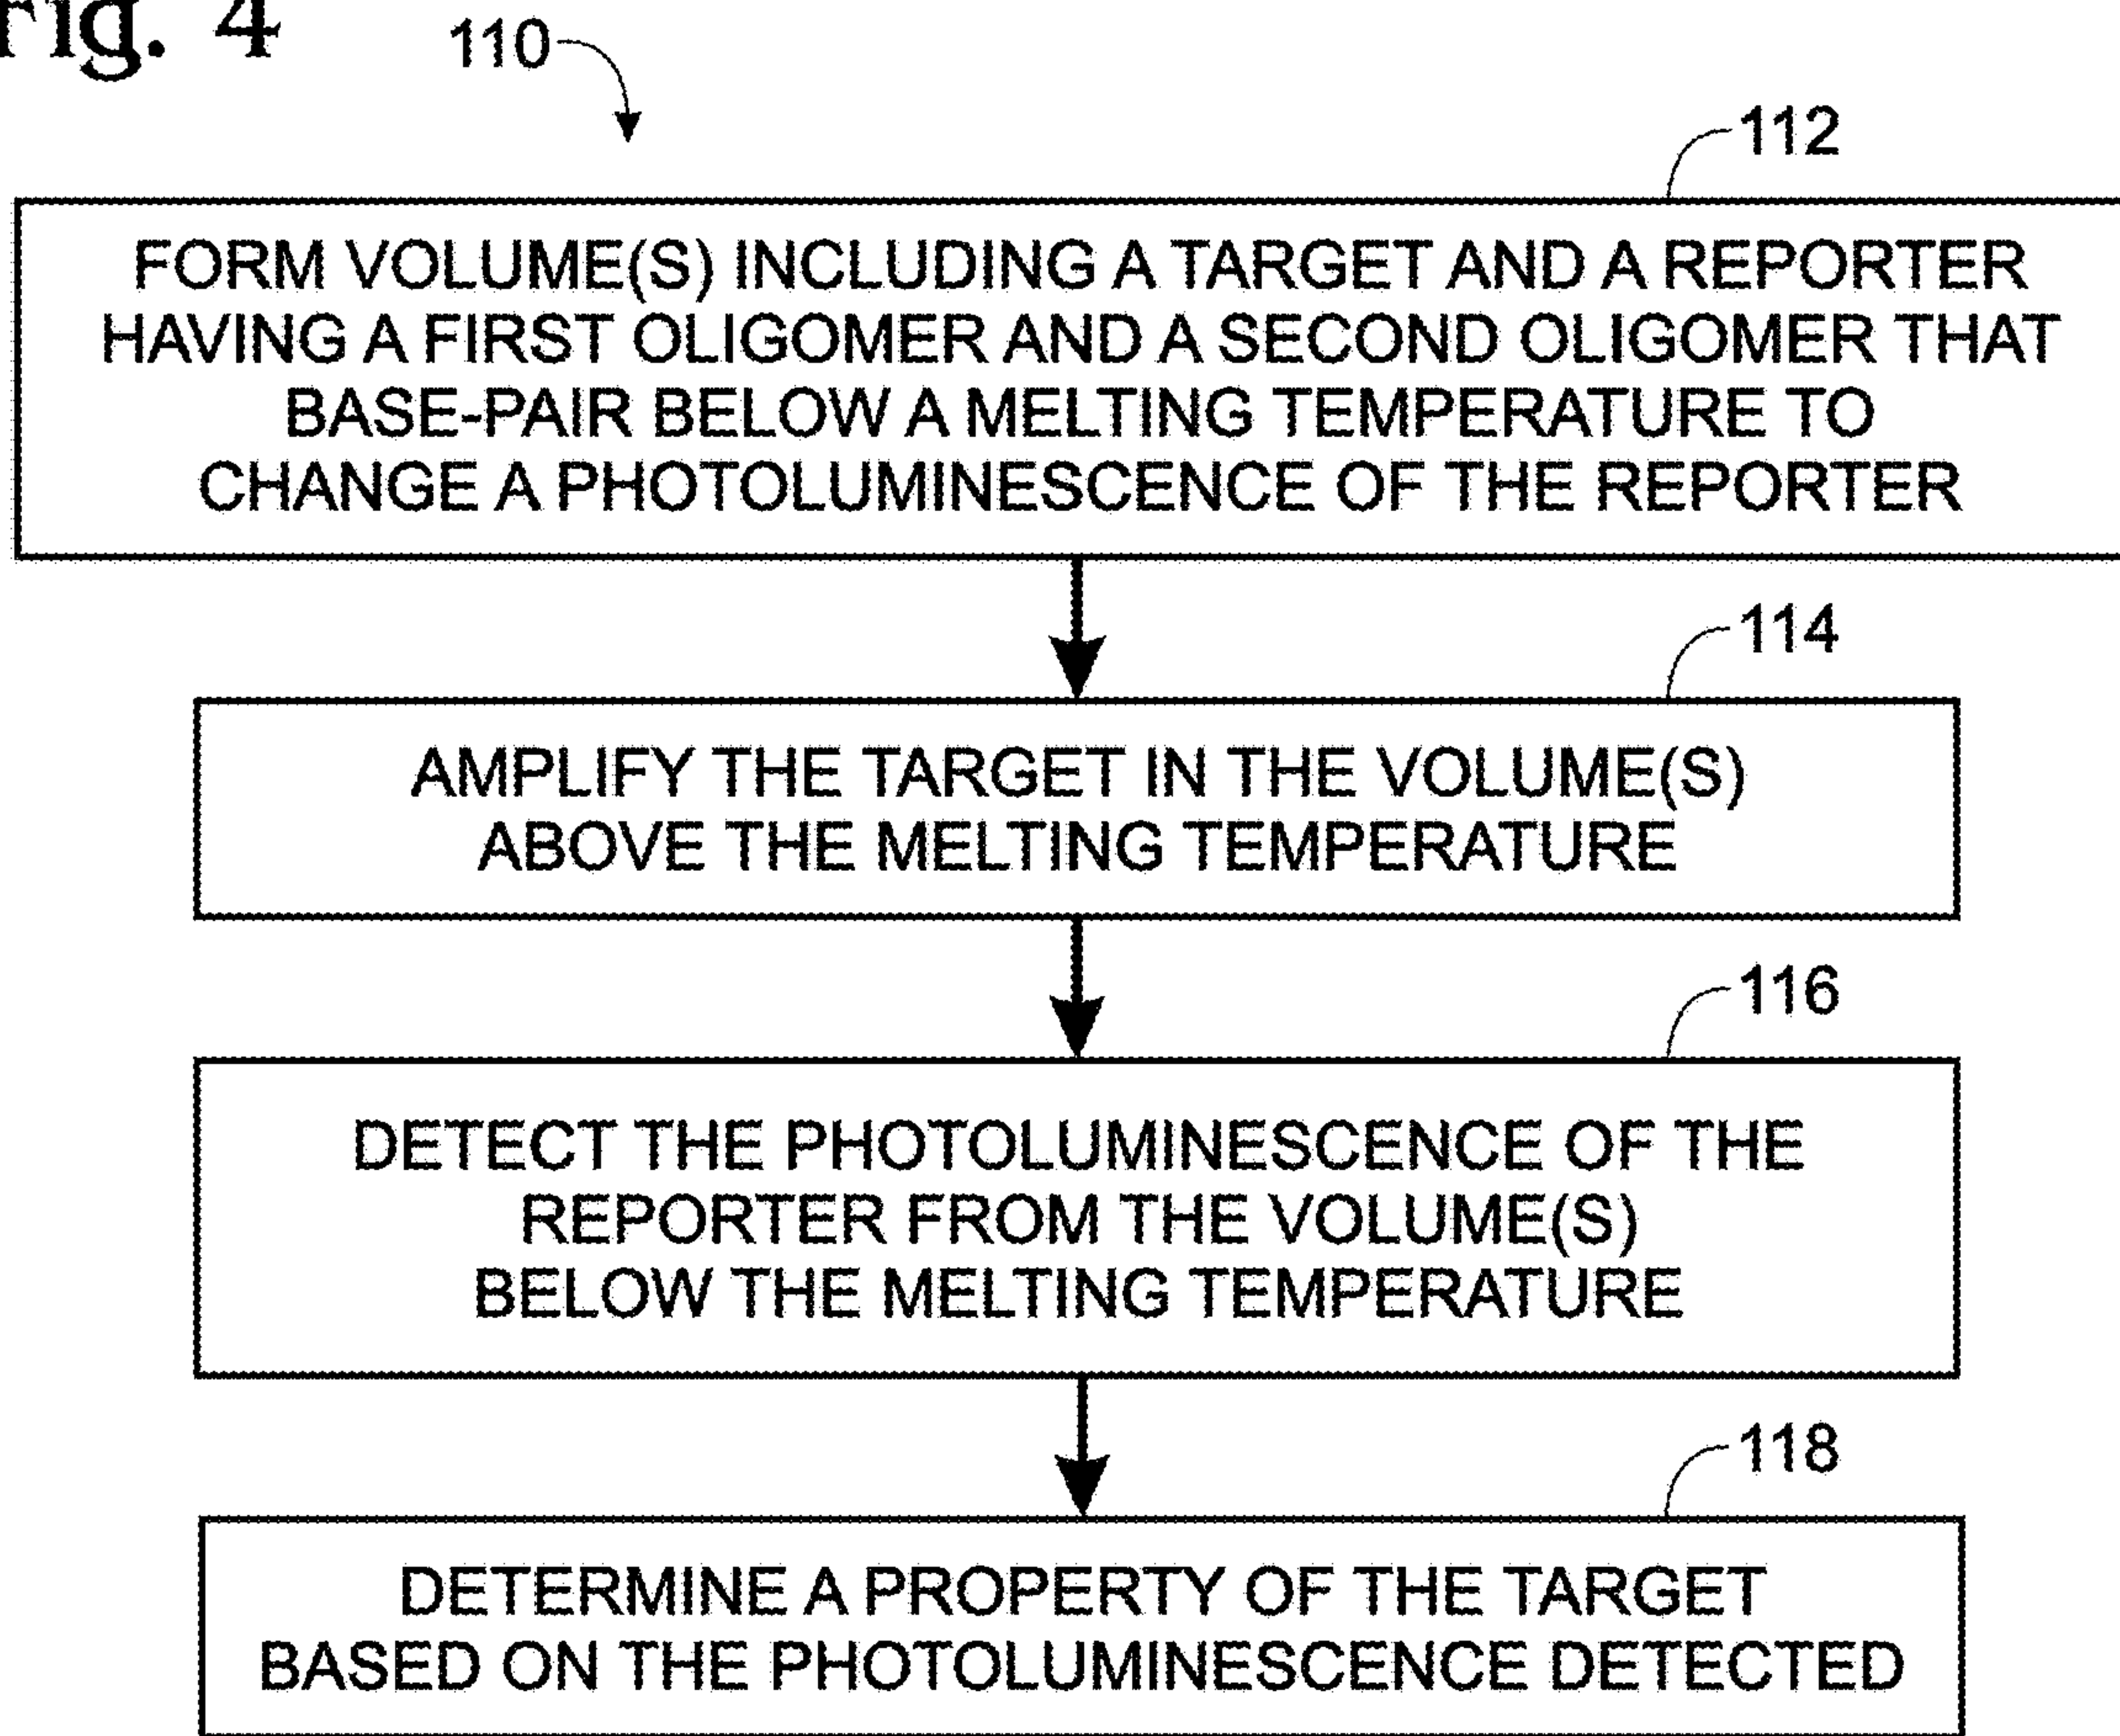 Fig. 4
110
112
FORM VOLUME(S) INCLUDING A TARGET AND A REPORTER
HAVING A FIRST OLIGOMER AND A SECOND OLIGOMER THAT
BASE-PAIR BELOW A MELTING TEMPERATURE TO
CHANGE A PHOTOLUMINESCENCE OF THE REPORTER
114
AMPLIFY THE TARGET IN THE VOLUME(S)
ABOVE THE MELTING TEMPERATURE
116
DETECT THE PHOTOLUMINESCENCE OF THE
REPORTER FROM THE VOLUME(S)
BELOW THE MELTING TEMPERATURE
118
DETERMINE A PROPERTY OF THE TARGET
BASED ON THE PHOTOLUMINESCENCE DETECTED